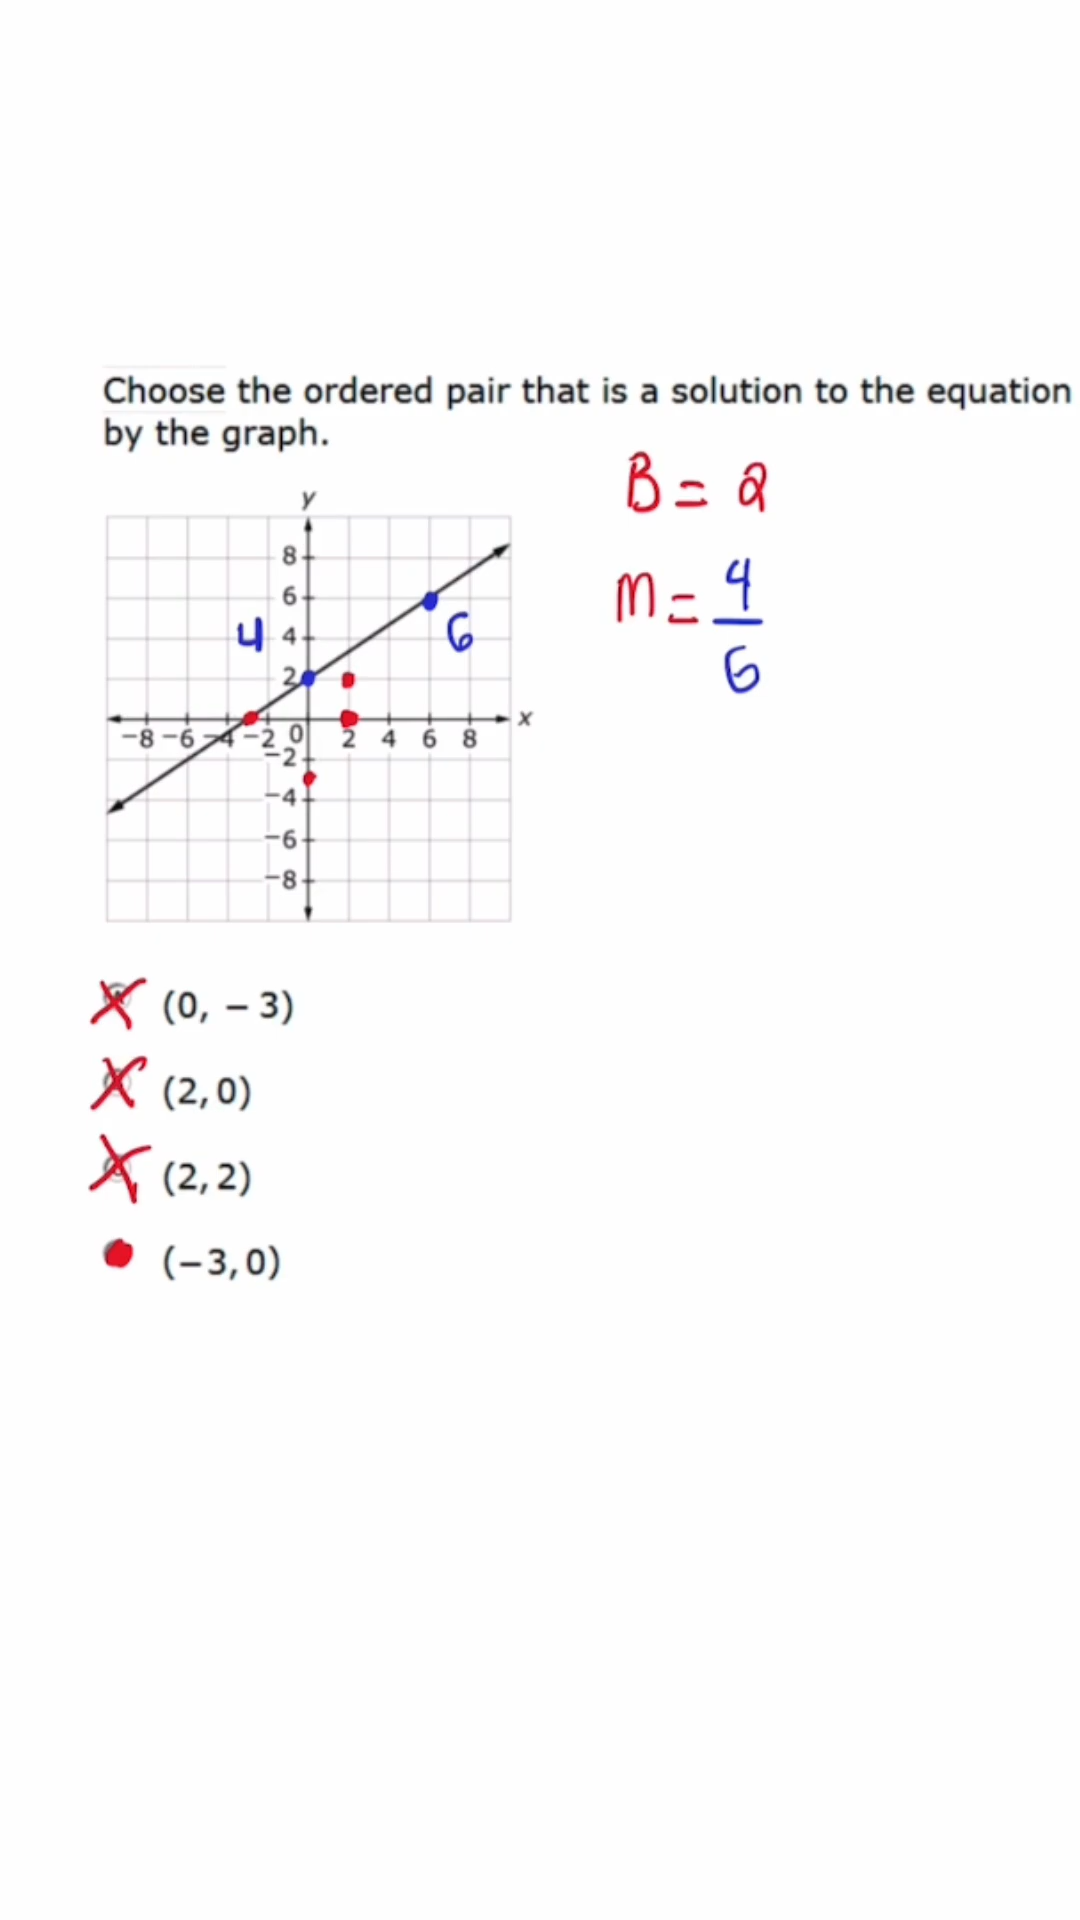 Choose the ordered pair that is a solution to the equation
by the graph.
B = 2
y
8
6
4 4 6
2
M = 4
6
x
-8 -6 -4 -2 0 2 4 6 8
-2
-4
-6
-8
(0, – 3)
(2, 0)
(2, 2)
(–3, 0)